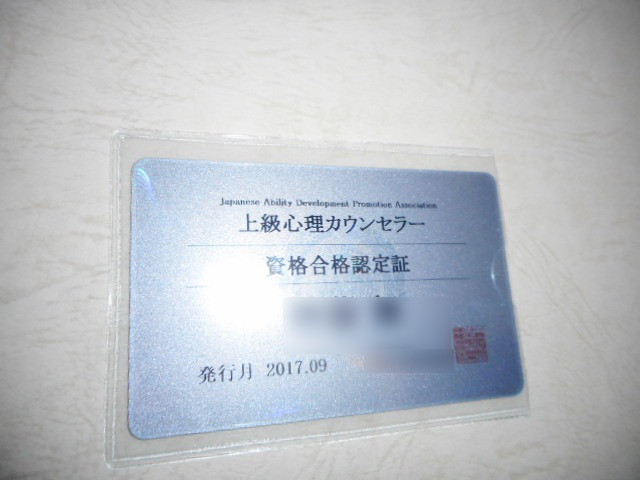 Japanese Ability Development Promotion Association
上級心理カウンセラー
資格合格認定証
発行月 2017.09